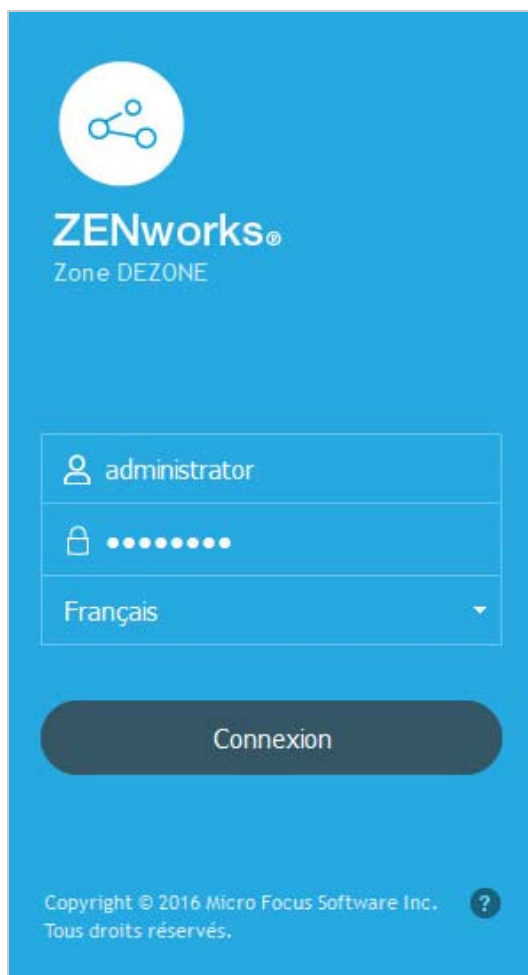 ZENworks®
Zone DEZONE
administrator
●●●●●●●●
Français
Connexion
Copyright © 2016 Micro Focus Software Inc.
?
Tous droits réservés.